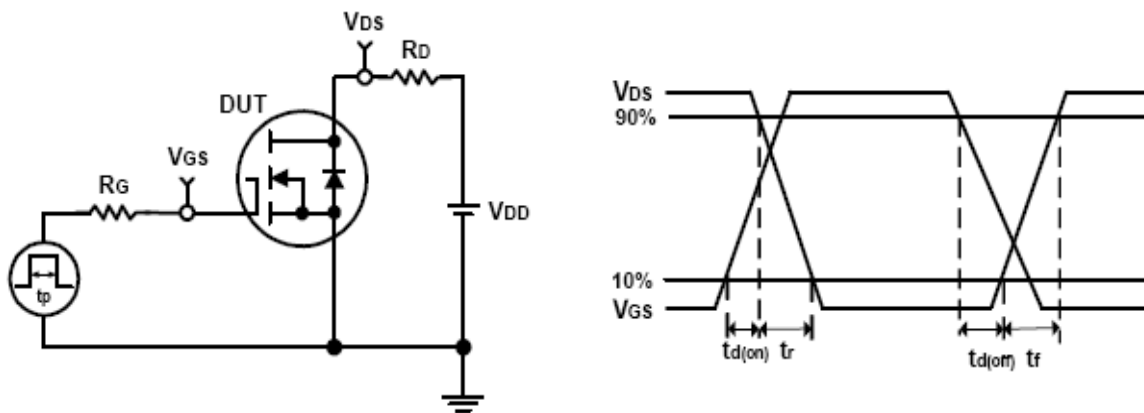 VDS
RD
DUT
VGS
RG
VDD
tp
VDS
90%
10%
VGS
td(on) tr
td(off) tf